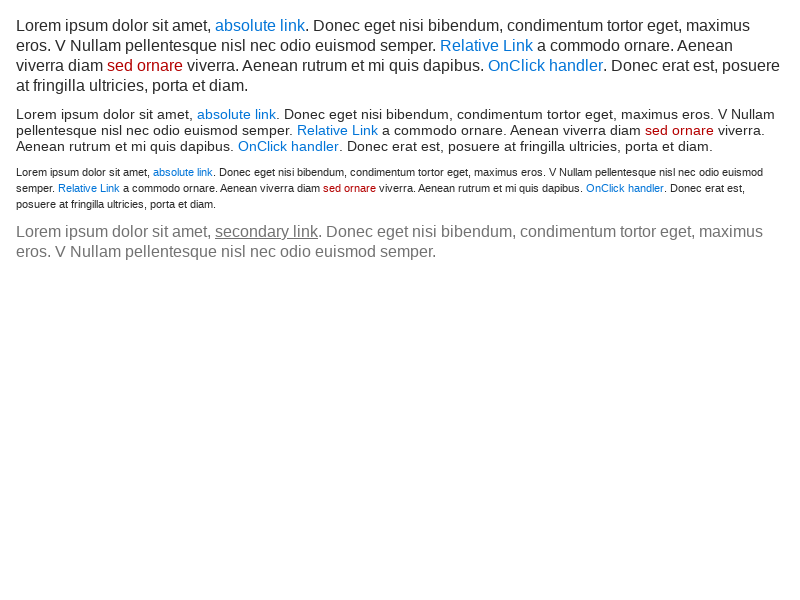 Lorem ipsum dolor sit amet, absolute link. Donec eget nisi bibendum, condimentum tortor eget, maximus
eros. V Nullam pellentesque nisl nec odio euismod semper. Relative Link a commodo ornare. Aenean
viverra diam sed ornare viverra. Aenean rutrum et mi quis dapibus. OnClick handler. Donec erat est, posuere
at fringilla ultricies, porta et diam.
Lorem ipsum dolor sit amet, absolute link. Donec eget nisi bibendum, condimentum tortor eget, maximus eros. V Nullam
pellentesque nisl nec odio euismod semper. Relative Link a commodo ornare. Aenean viverra diam sed ornare viverra.
Aenean rutrum et mi quis dapibus. OnClick handler. Donec erat est, posuere at fringilla ultricies, porta et diam.
Lorem ipsum dolor sit amet, absolute link. Donec eget nisi bibendum, condimentum tortor eget, maximus eros. V Nullam pellentesque nisl nec odio euismod
semper. Relative Link a commodo ornare. Aenean viverra diam sed ornare viverra. Aenean rutrum et mi quis dapibus. OnClick handler. Donec erat est,
posuere at fringilla ultricies, porta et diam.
Lorem ipsum dolor sit amet, secondary link. Donec eget nisi bibendum, condimentum tortor eget, maximus
eros. V Nullam pellentesque nisl nec odio euismod semper.